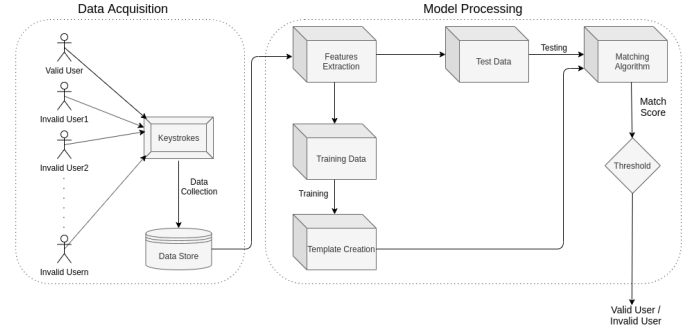 Data Acquisition
Model Processing
Valid User
Invalid User1
Invalid User2
Invalid Usern
Keystrokes
Data
Collection
Data Store
Features
Extraction
Test Data
Testing
Matching
Algorithm
Training Data
Training
Template Creation
Match
Score
Threshold
Valid User /
Invalid User